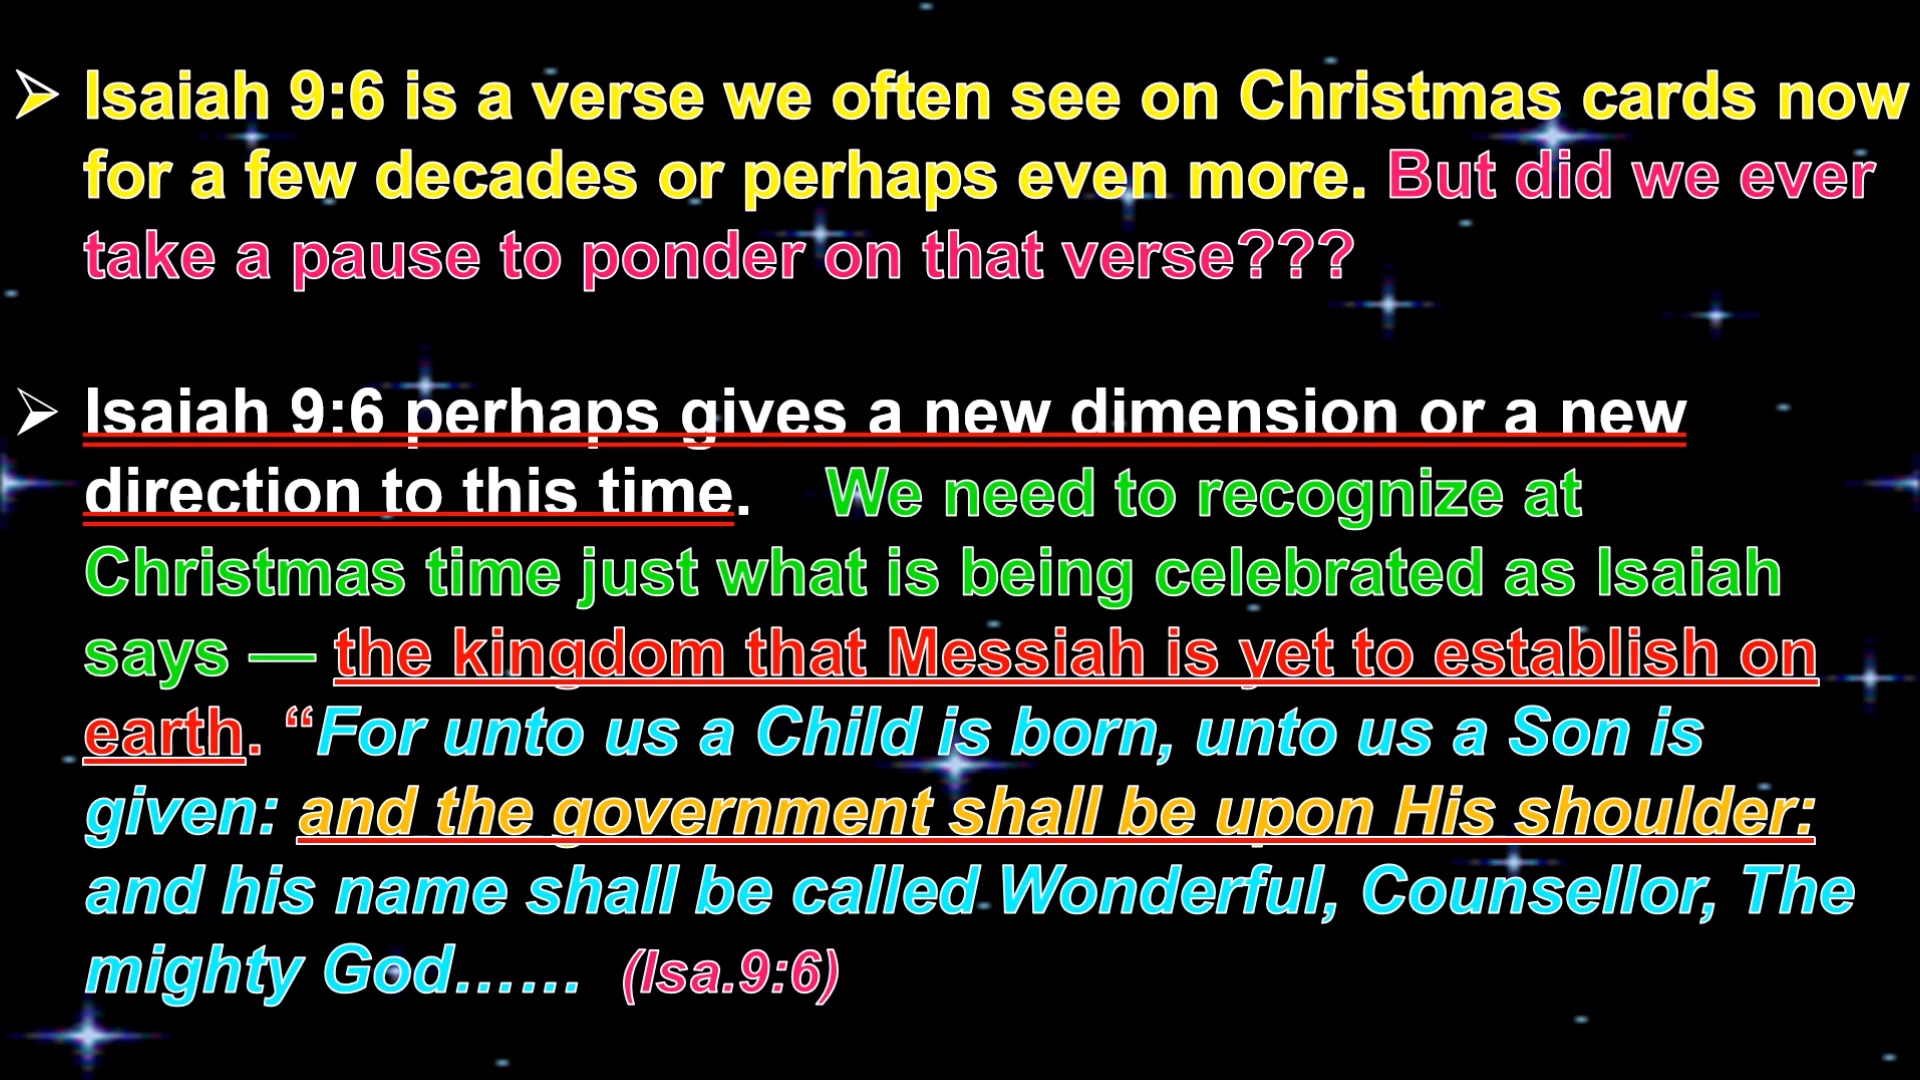 ➢ Isaiah 9:6 is a verse we often see on Christmas cards now
for a few decades or perhaps even more. But did we ever
take a pause to ponder on that verse???
➢ Isaiah 9:6 perhaps gives a new dimension or a new
direction to this time. We need to recognize at
Christmas time just what is being celebrated as Isaiah
says — the kingdom that Messiah is yet to establish on
earth. “For unto us a Child is born, unto us a Son is
given: and the government shall be upon His shoulder:
and his name shall be called Wonderful, Counsellor, The
mighty God…… (Isa.9:6)